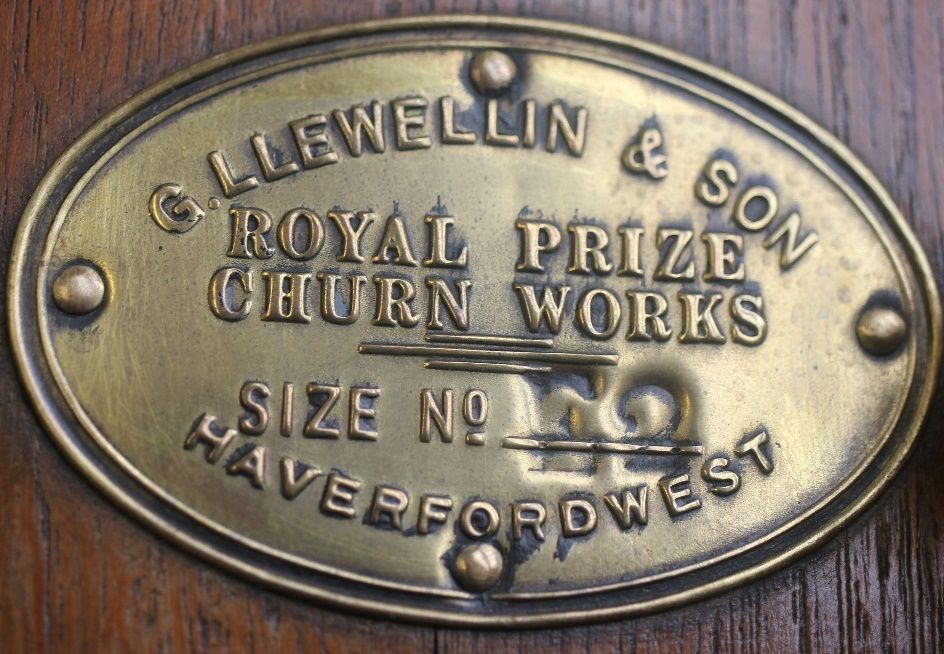 G. LLEWELLIN & SON
ROYAL PRIZE
CHURN WORKS
SIZE Nº
HAVERFORDWEST